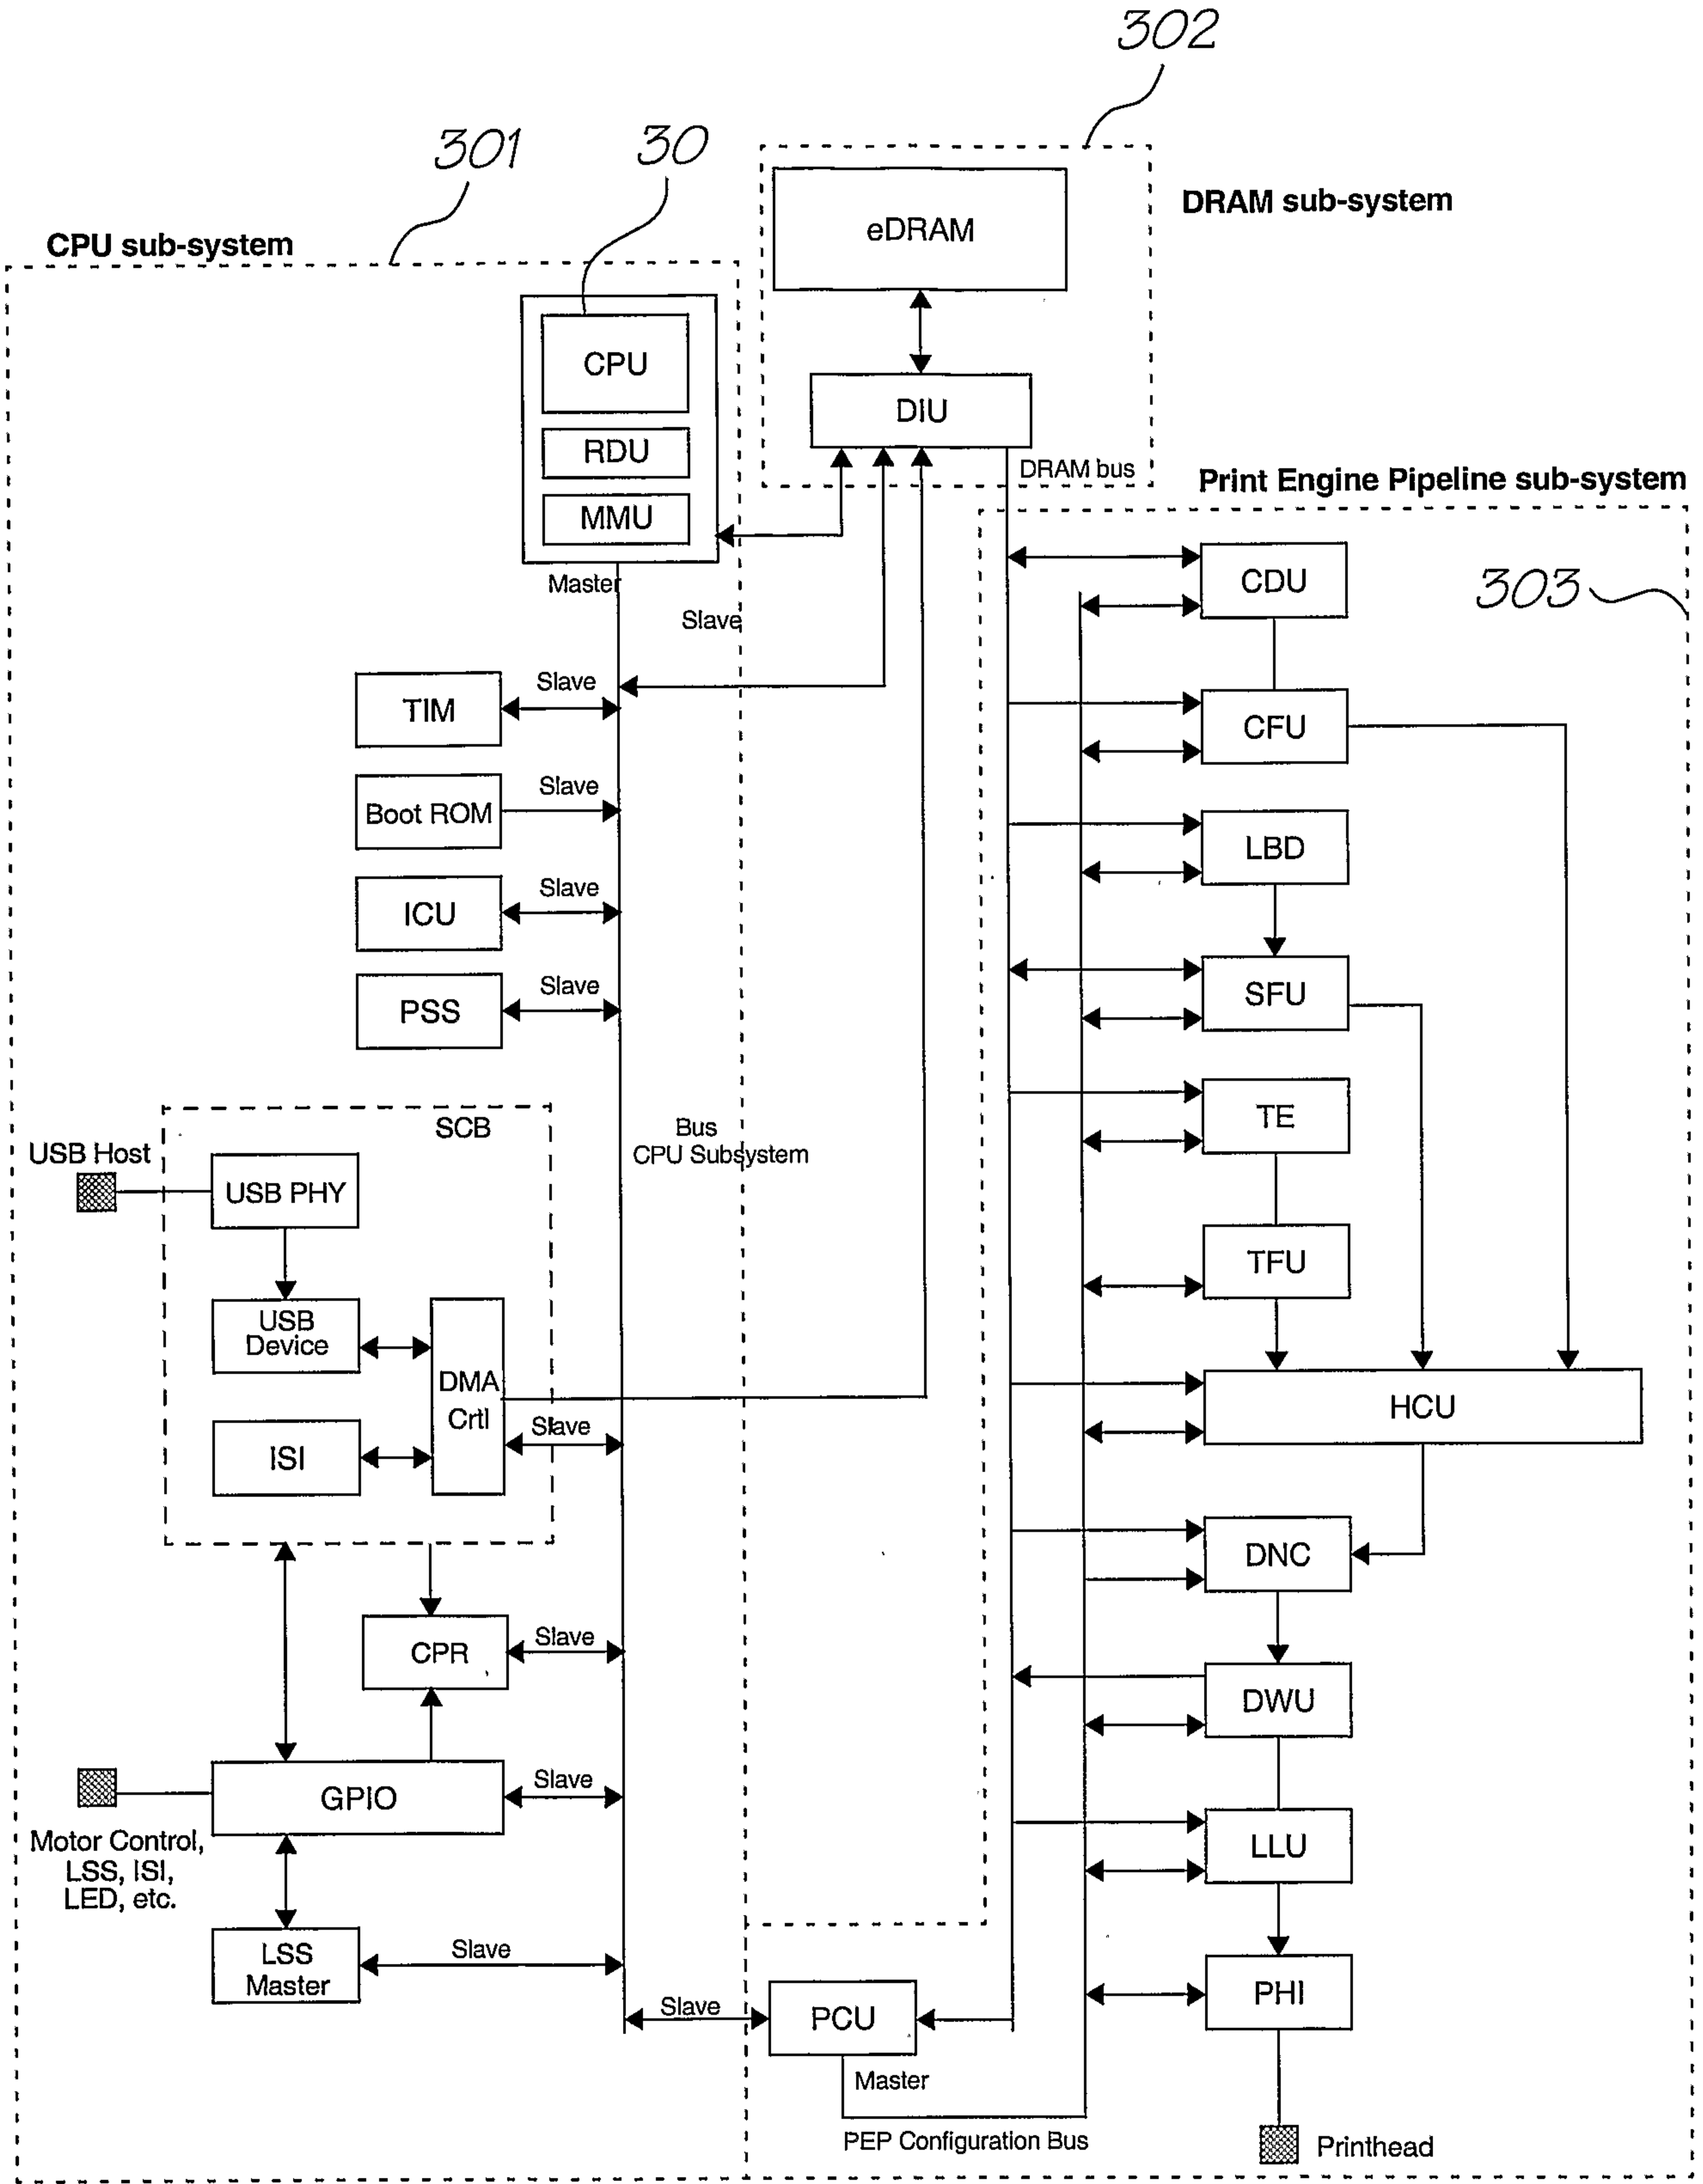 302
301
30
DRAM sub-system
CPU sub-system
eDRAM
CPU
DIU
RDU
DRAM bus
MMU
Print Engine Pipeline sub-system
Master
Slave
CDU
303
TIM
Slave
CFU
Boot ROM
Slave
LBD
ICU
Slave
PSS
Slave
SFU
SCB
Bus
CPU Subsystem
TE
USB Host
USB PHY
TFU
USB
Device
DMA
Crtl
Slave
HCU
ISI
DNC
CPR
Slave
DWU
GPIO
Slave
Motor Control,
LSS, ISI,
LED, etc.
LLU
LSS
Master
Slave
Slave
PCU
PHI
Master
PEP Configuration Bus
Printhead